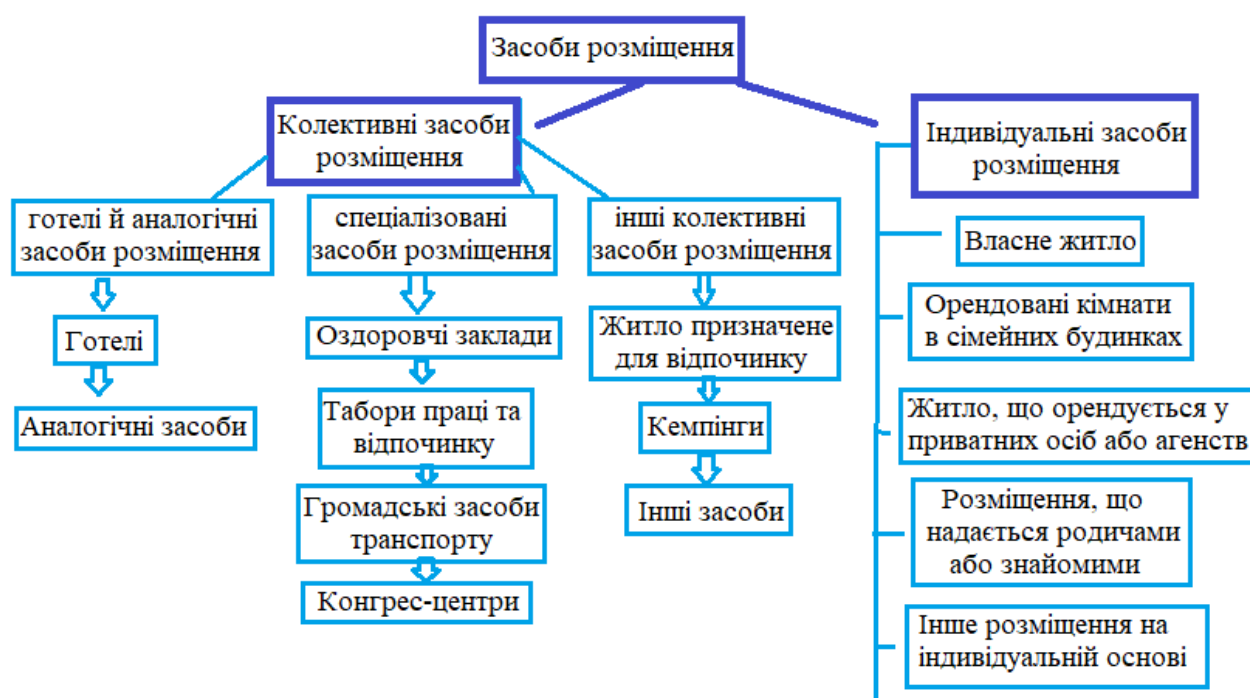 Засоби розміщення
Колективні засоби
розміщення
Індивідуальні засоби
розміщення
готелі й аналогічні
засоби розміщення
спеціалізовані
засоби розміщення
інші колективні
засоби розміщення
Готелі
Аналогічні засоби
Оздоровчі заклади
Табори праці та
відпочинку
Громадські засоби
транспорту
Конгрес-центри
Житло призначене
для відпочинку
Кемпінги
Інші засоби
Власне житло
Орендовані кімнати
в сімейних будинках
Житло, що орендується у
приватних осіб або агенств
Розміщення, що
надається родичами
або знайомими
Інше розміщення на
індивідуальній основі